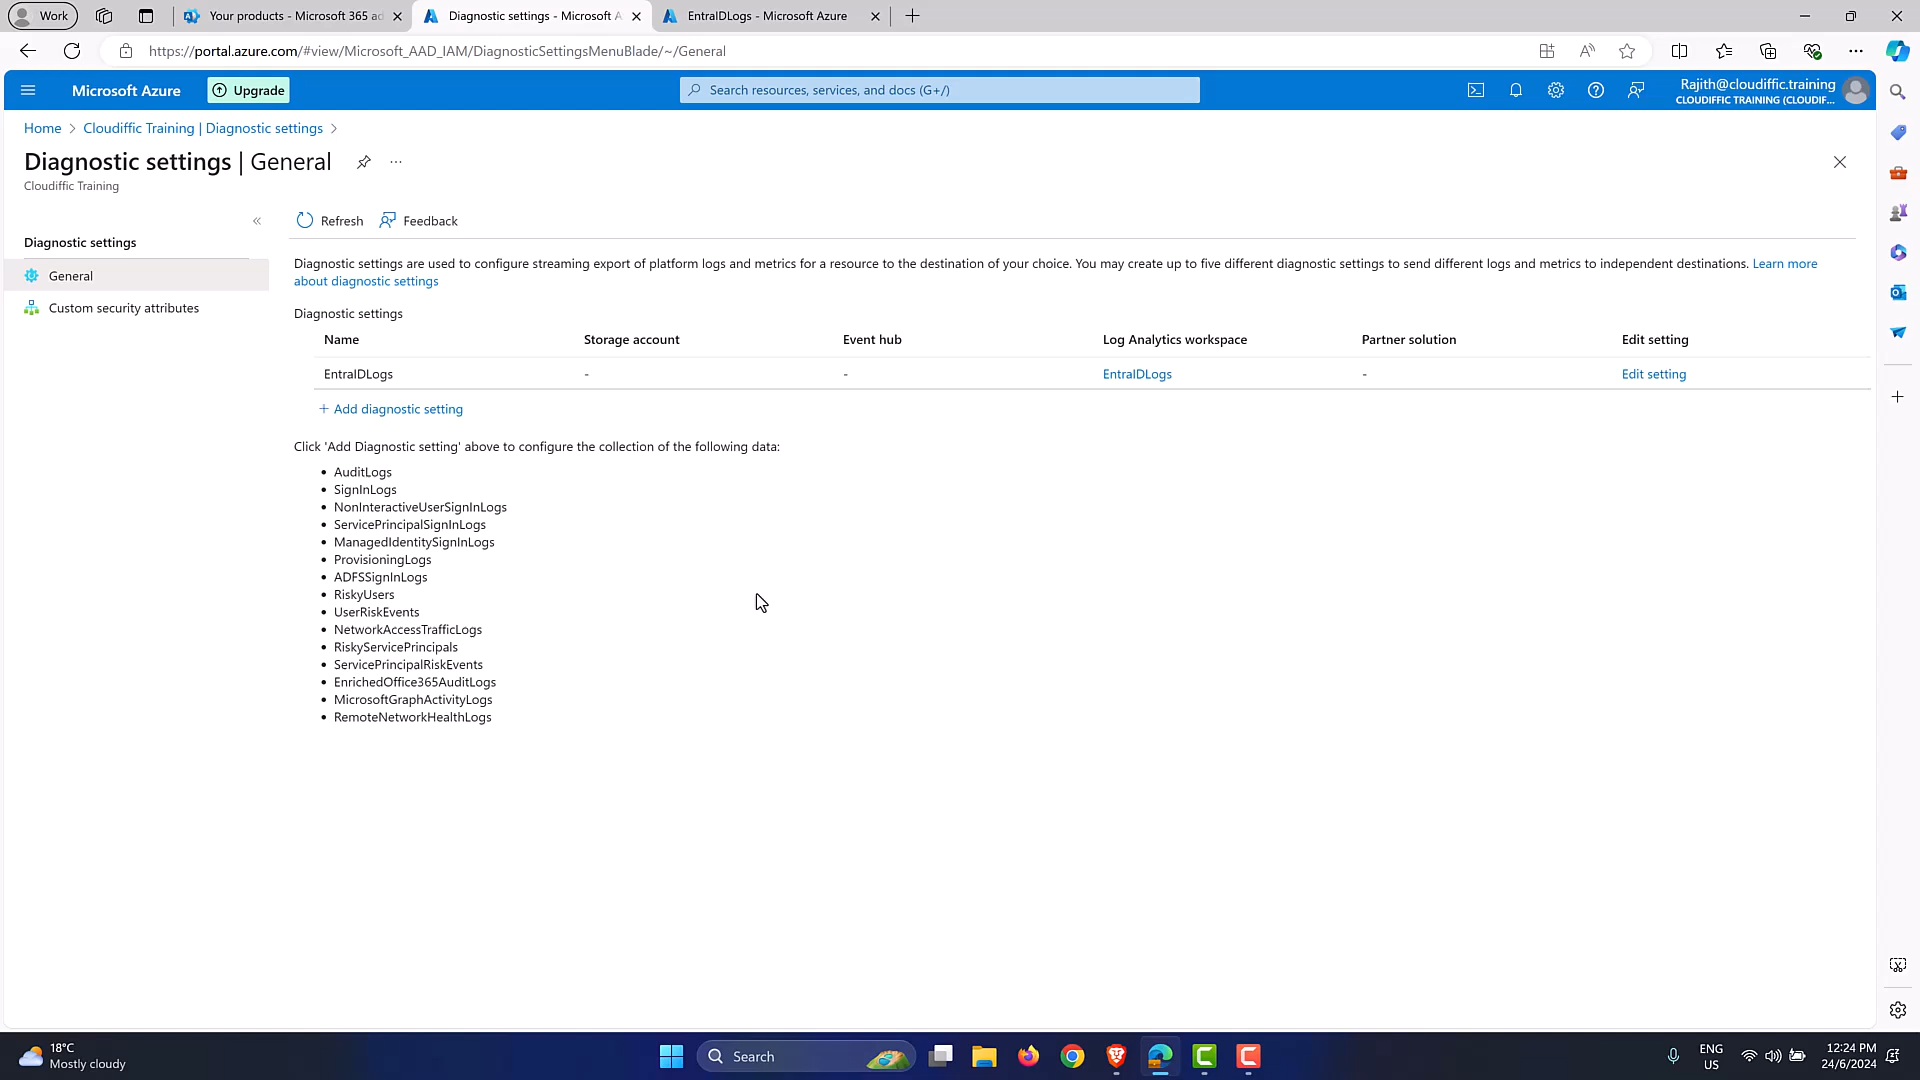 Work
Your products - Microsoft 365 ad
Diagnostic settings - Microsoft A
EntraIDLogs - Microsoft Azure
https://portal.azure.com/#view/Microsoft_AAD_IAM/DiagnosticSettingsMenuBlade/~/General
Microsoft Azure
Upgrade
Search resources, services, and docs (G+/)
Rajith@cloudiffic.training
CLOUDIFFIC TRAINING (CLOUDIF...
Home > Cloudiffic Training | Diagnostic settings >
Diagnostic settings | General
Cloudiffic Training
Refresh
Feedback
Diagnostic settings
General
Custom security attributes
Diagnostic settings are used to configure streaming export of platform logs and metrics for a resource to the destination of your choice. You may create up to five different diagnostic settings to send different logs and metrics to independent destinations. Learn more
about diagnostic settings
Diagnostic settings
Name Storage account Event hub Log Analytics workspace Partner solution Edit setting
EntraIDLogs - - EntraIDLogs - Edit setting
+ Add diagnostic setting
Click 'Add Diagnostic setting' above to configure the collection of the following data:
• AuditLogs
• SignInLogs
• NonInteractiveUserSignInLogs
• ServicePrincipalSignInLogs
• ManagedIdentitySignInLogs
• ProvisioningLogs
• ADFSSignInLogs
• RiskyUsers
• UserRiskEvents
• NetworkAccessTrafficLogs
• RiskyServicePrincipals
• ServicePrincipalRiskEvents
• EnrichedOffice365AuditLogs
• MicrosoftGraphActivityLogs
• RemoteNetworkHealthLogs
18°C
Mostly cloudy
Search
ENG
US
12:24 PM
24/6/2024